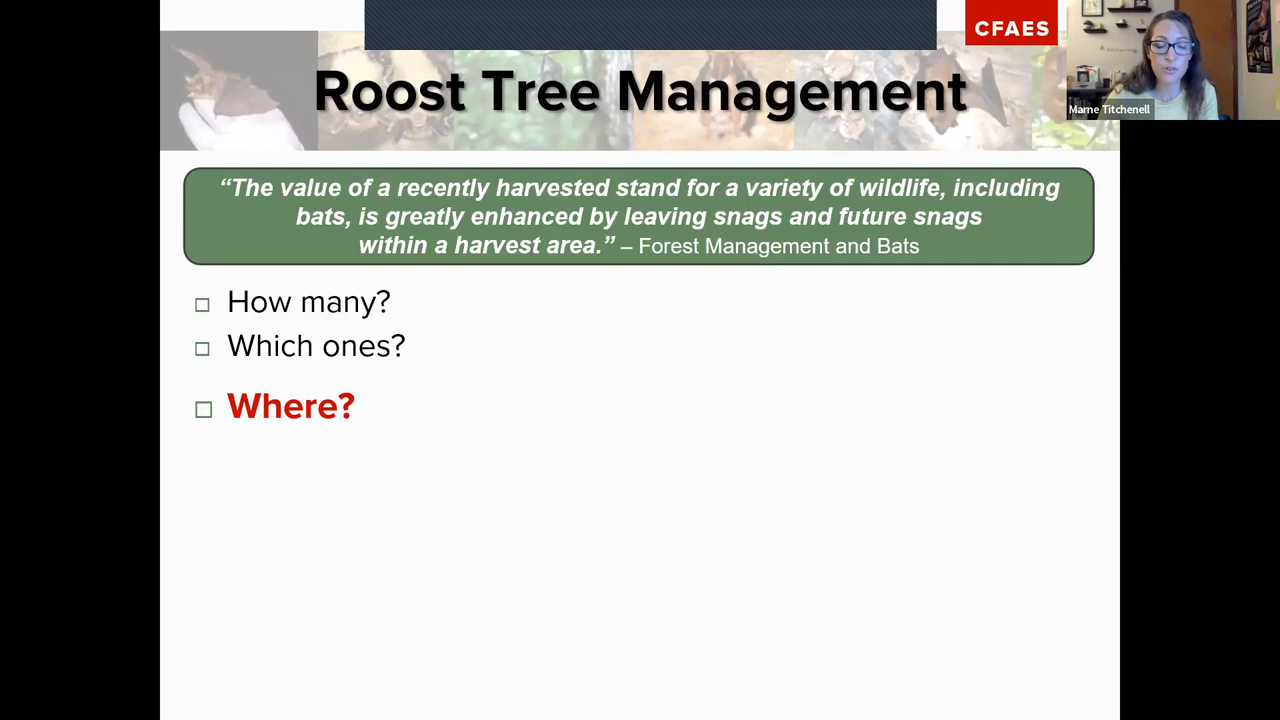 CFAES
Roost Tree Management
Marne Titchenell
“The value of a recently harvested stand for a variety of wildlife, including
bats, is greatly enhanced by leaving snags and future snags
within a harvest area.” – Forest Management and Bats
How many?
Which ones?
Where?